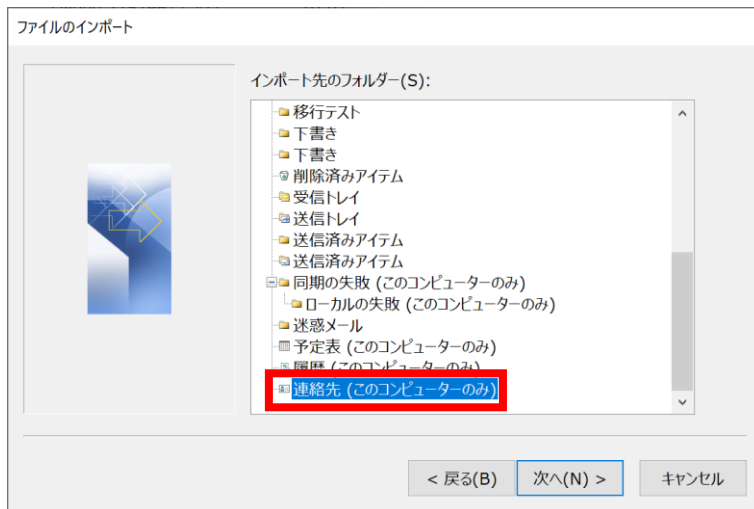 ファイルのインポート
インポート先のフォルダー(S):
移行テスト
下書き
下書き
削除済みアイテム
受信トレイ
送信トレイ
送信済みアイテム
送信済みアイテム
同期の失敗 (このコンピューターのみ)
ローカルの失敗 (このコンピューターのみ)
迷惑メール
予定表 (このコンピューターのみ)
履歴 (このコンピューターのみ)
連絡先 (このコンピューターのみ)
< 戻る(B)
次へ(N) >
キャンセル